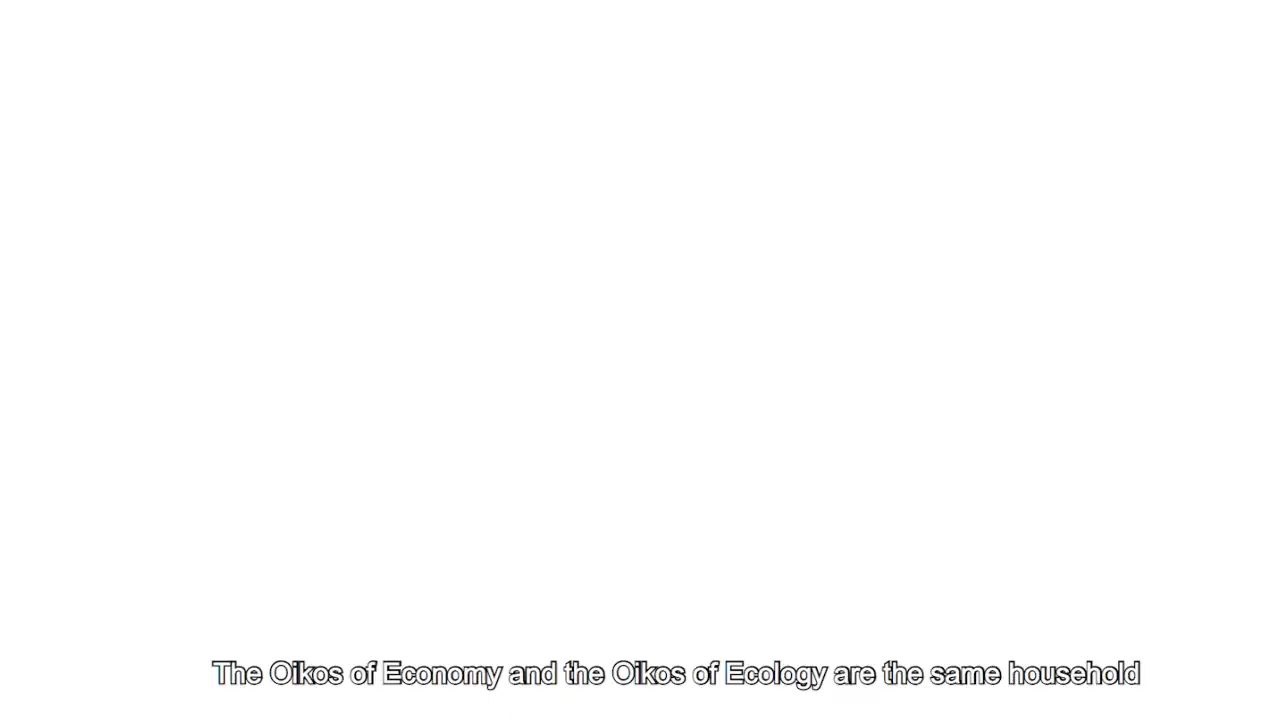 The Oikos of Economy and the Oikos of Ecology are the same household